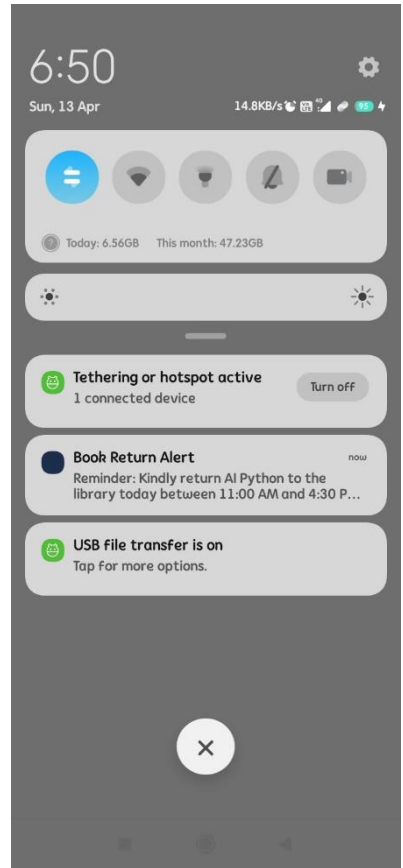 6:50
Sun, 13 Apr
14.8KB/s 4G 95
Today: 6.56GB This month: 47.23GB
Tethering or hotspot active
1 connected device
Turn off
Book Return Alert
now
Reminder: Kindly return AI Python to the
library today between 11:00 AM and 4:30 P...
USB file transfer is on
Tap for more options.